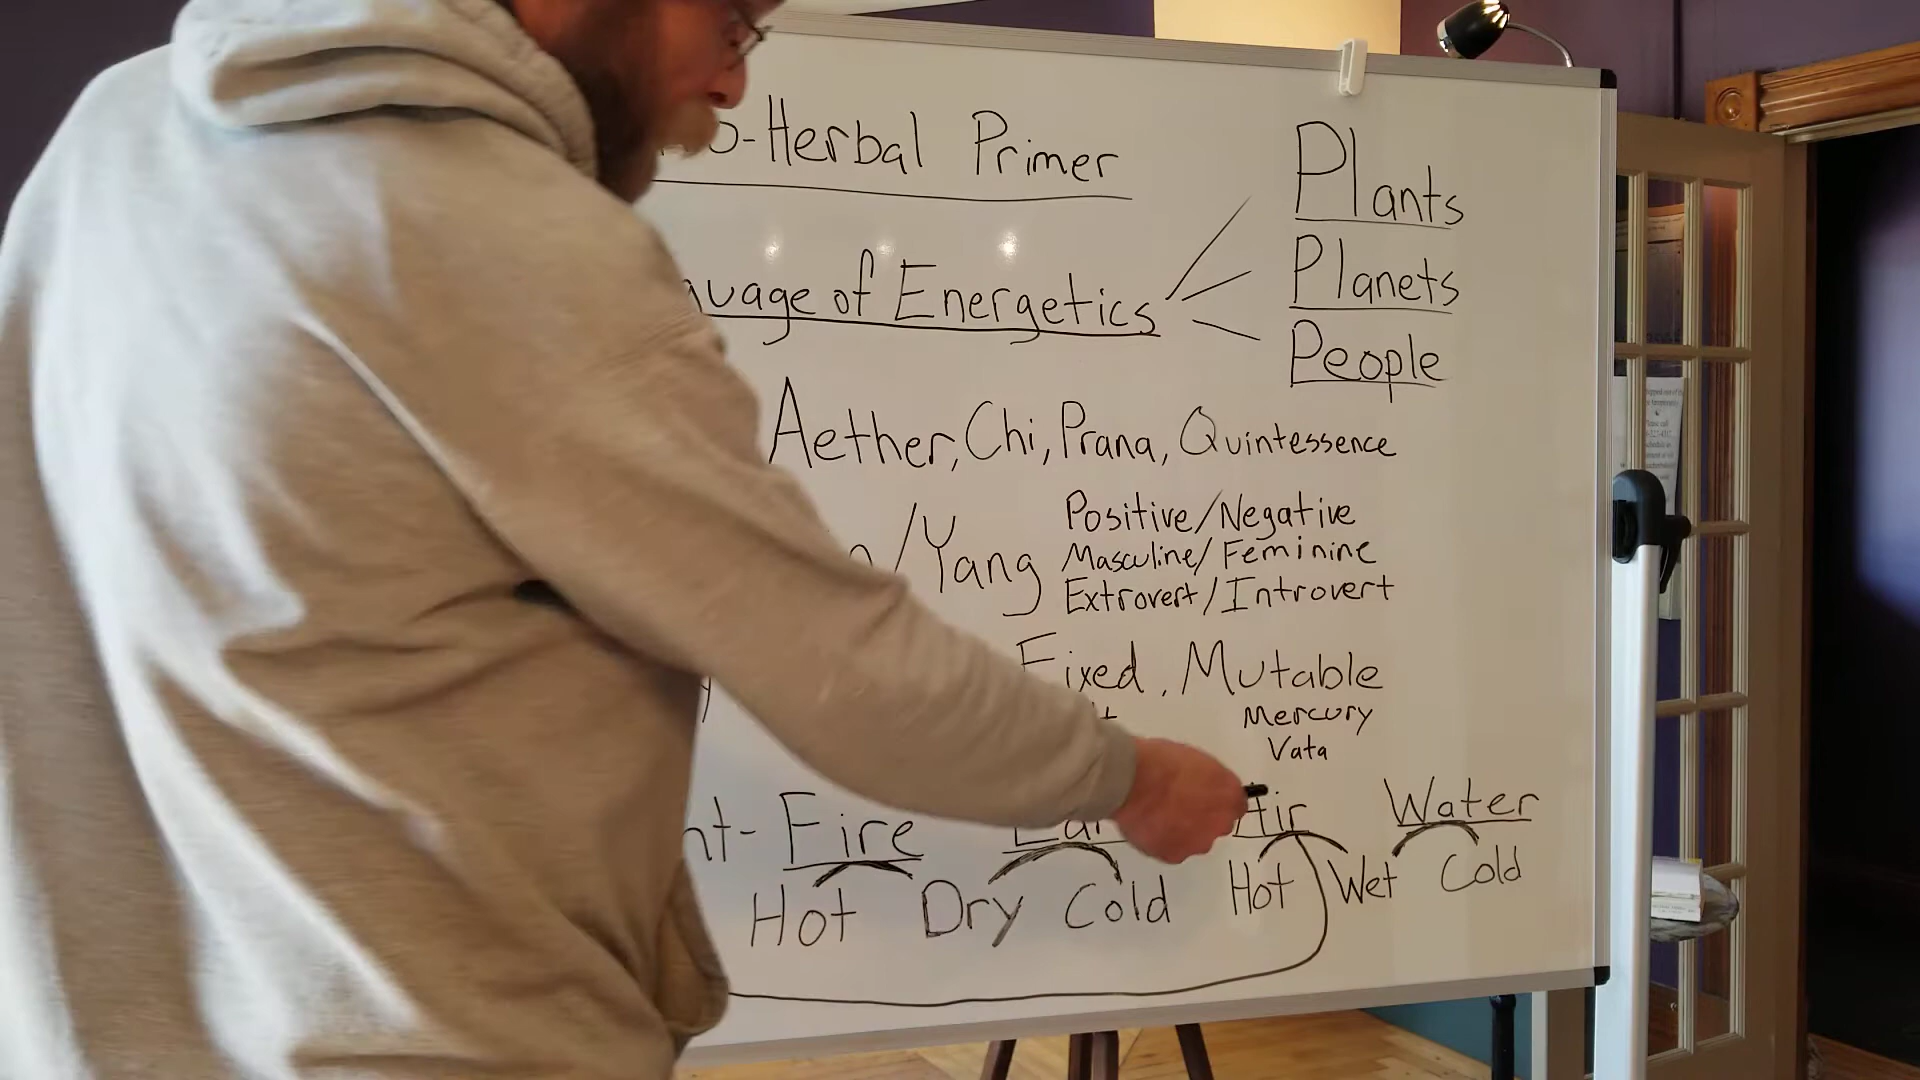 -Herbal Primer
Plants
Planets
People
of Energetics
Aether, Chi, Prana, Quintessence
/Yang
Positive/Negative
Masculine/Feminine
Extrovert/Introvert
Fixed, Mutable
Mercury
Vata
Fire Air Water
Hot Dry Cold Hot Wet Cold